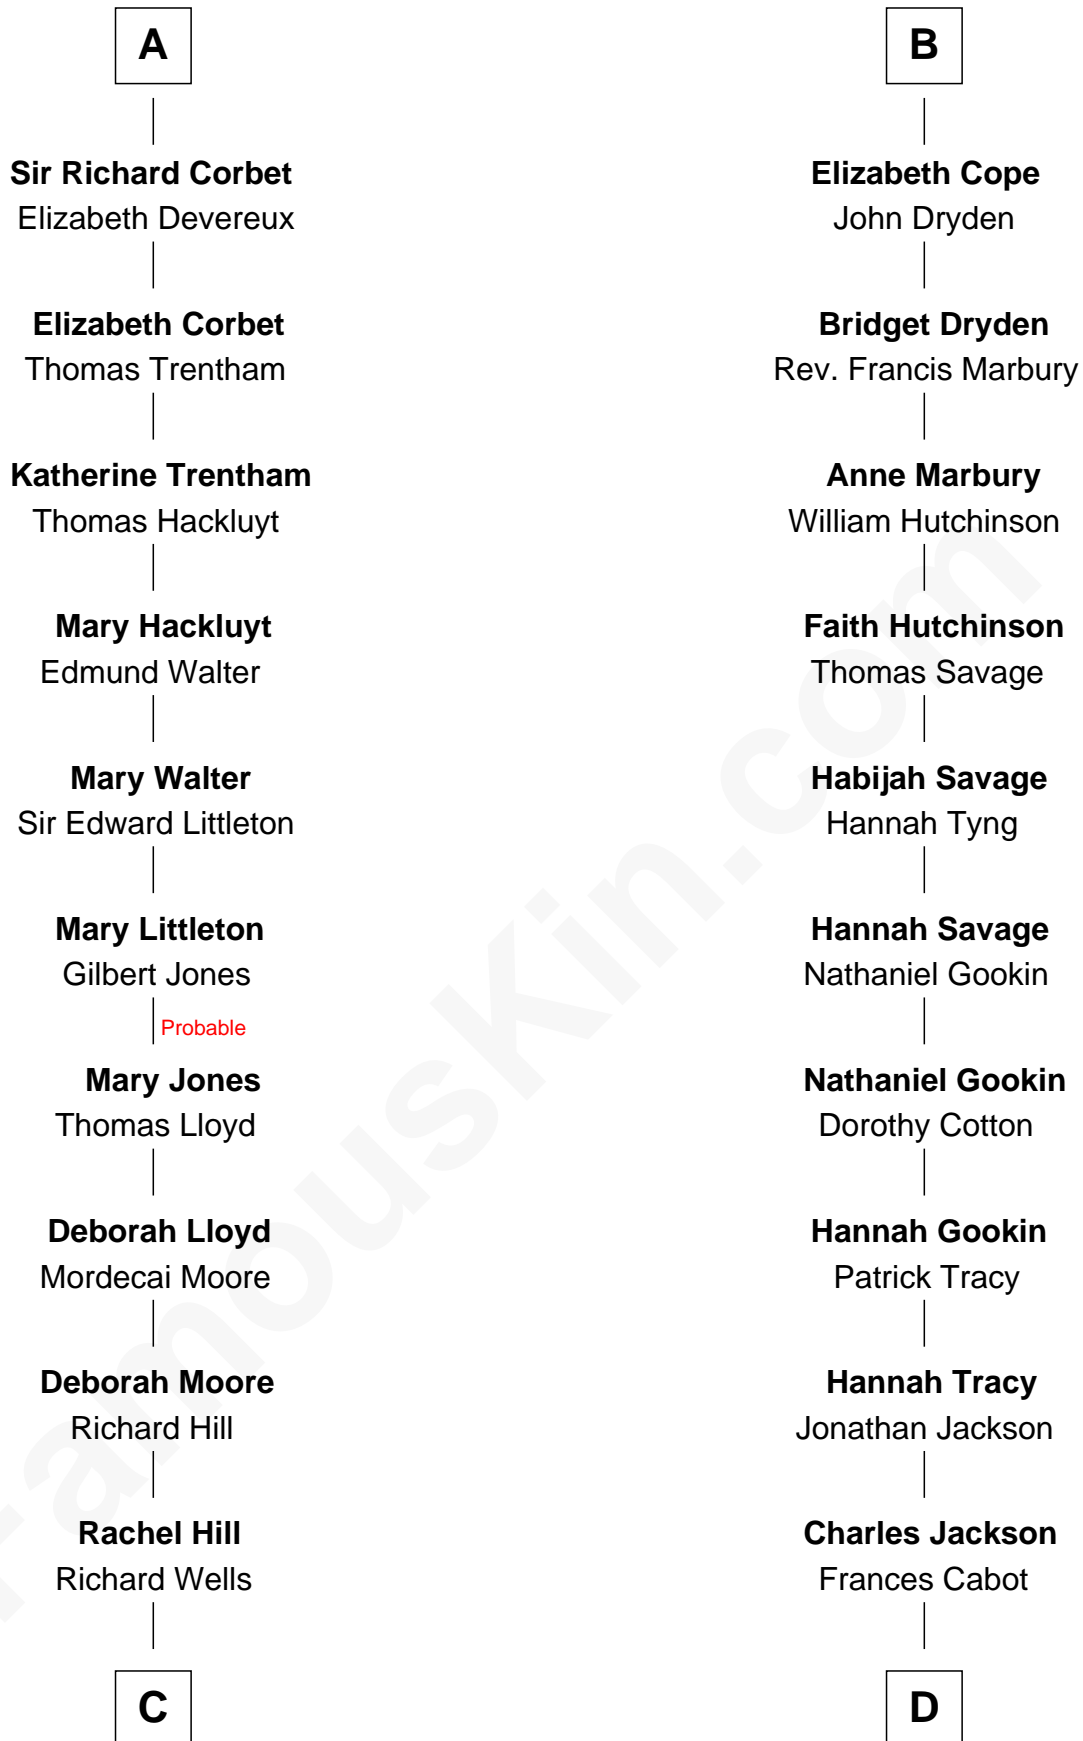 A
Sir Richard Corbet
Elizabeth Devereux
Elizabeth Corbet
Thomas Trentham
Katherine Trentham
Thomas Hackluyt
Mary Hackluyt
Edmund Walter
Mary Walter
Sir Edward Littleton
Mary Littleton
Gilbert Jones
Probable
Mary Jones
Thomas Lloyd
Deborah Lloyd
Mordecai Moore
Deborah Moore
Richard Hill
Rachel Hill
Richard Wells
C
B
Elizabeth Cope
John Dryden
Bridget Dryden
Rev. Francis Marbury
Anne Marbury
William Hutchinson
Faith Hutchinson
Thomas Savage
Habijah Savage
Hannah Tyng
Hannah Savage
Nathaniel Gookin
Nathaniel Gookin
Dorothy Cotton
Hannah Gookin
Patrick Tracy
Hannah Tracy
Jonathan Jackson
Charles Jackson
Frances Cabot
D
FamousKin.com